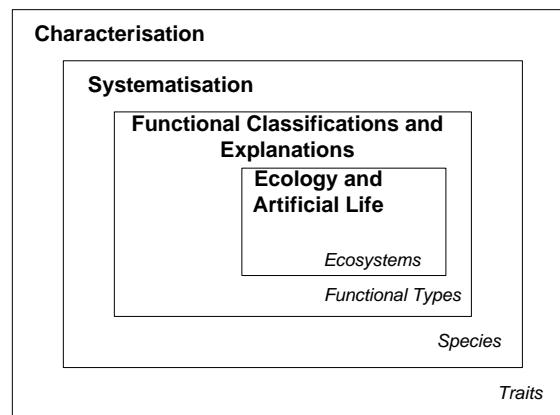 Characterisation
Systematisation
Functional Classifications and
Explanations
Ecology and
Artificial Life
Ecosystems
Functional Types
Species
Traits